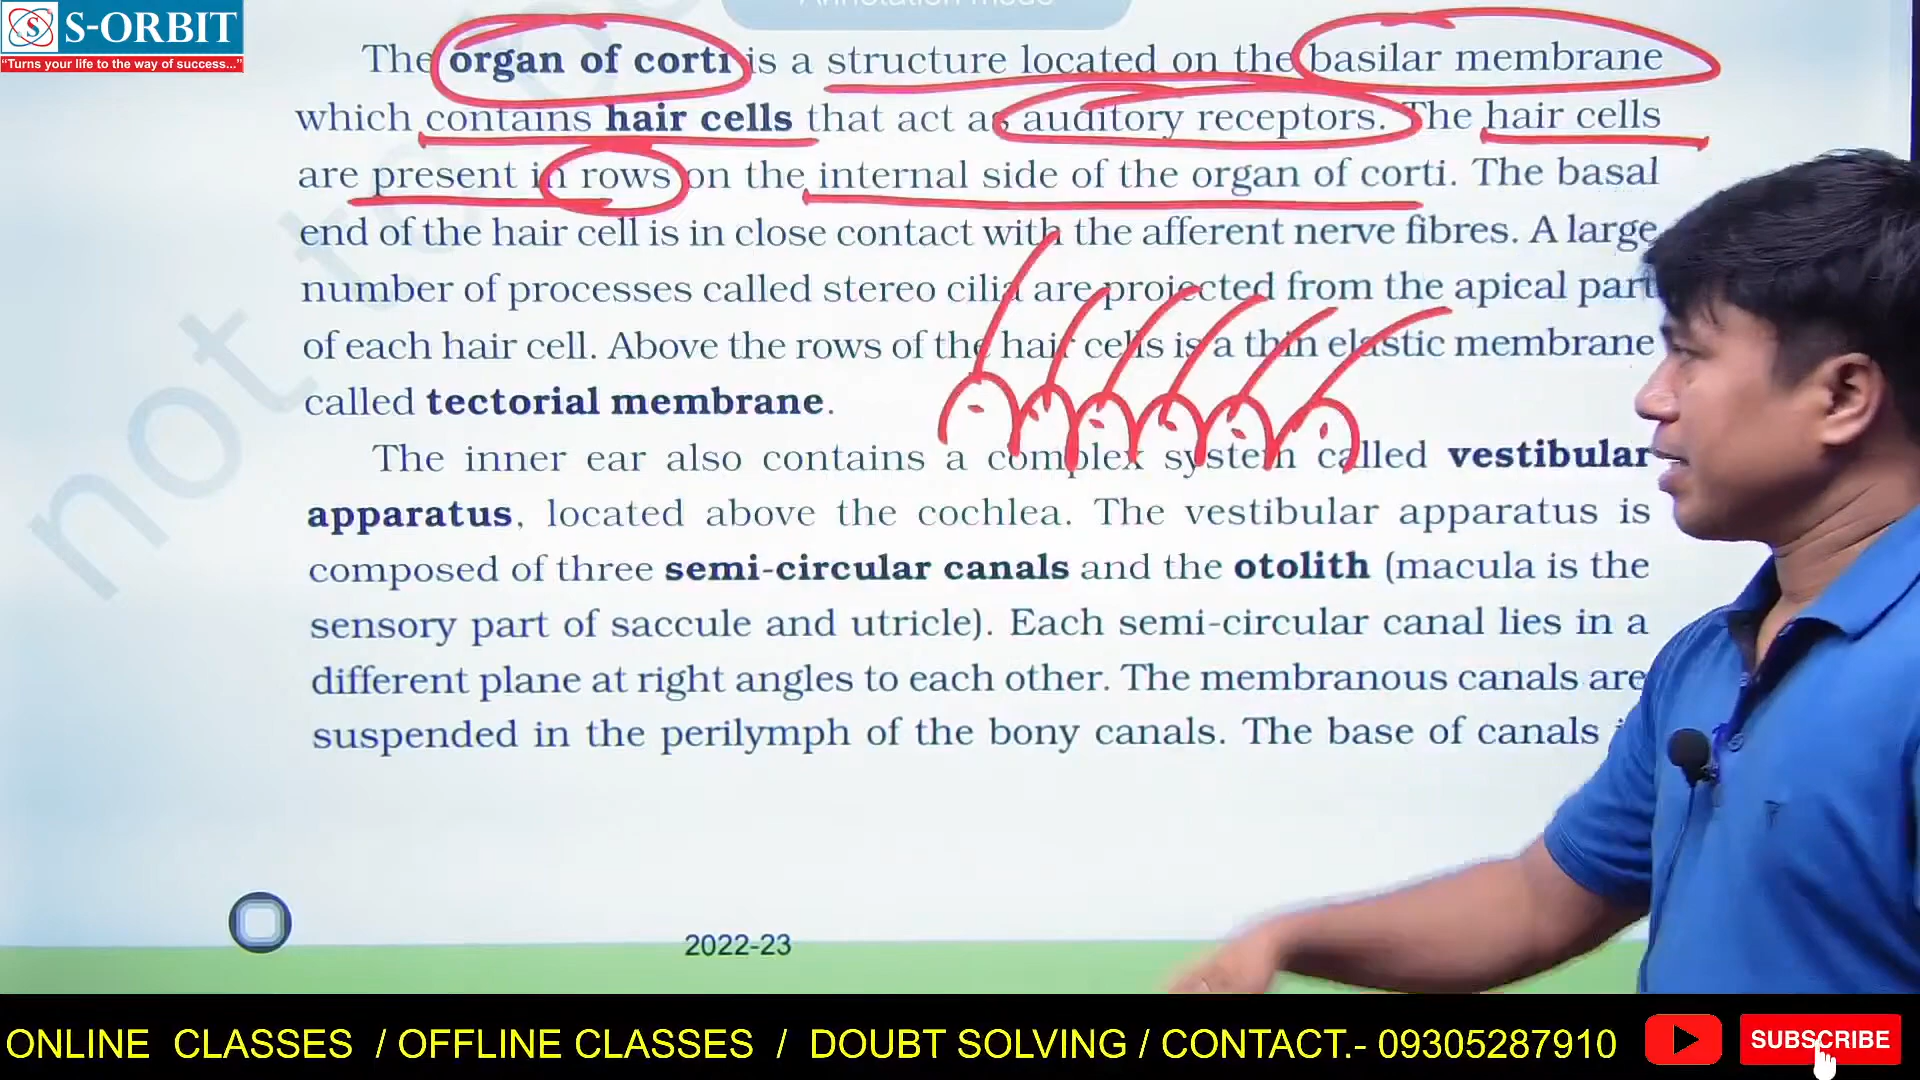 Annotation mode
S
S-ORBIT
"Turns your life to the way of success..."
The organ of corti is a structure located on the basilar membrane
which contains hair cells that act as auditory receptors. The hair cells
are present in rows on the internal side of the organ of corti. The basal
end of the hair cell is in close contact with the afferent nerve fibres. A large
number of processes called stereo cilia are projected from the apical part
of each hair cell. Above the rows of the hair cells is a thin elastic membrane
called tectorial membrane.
The inner ear also contains a complex system called vestibular
apparatus, located above the cochlea. The vestibular apparatus is
composed of three semi-circular canals and the otolith (macula is the
sensory part of saccule and utricle). Each semi-circular canal lies in a
different plane at right angles to each other. The membranous canals are
suspended in the perilymph of the bony canals. The base of canals
not to
2022-23
ONLINE CLASSES / OFFLINE CLASSES / DOUBT SOLVING / CONTACT.- 09305287910
SUBSCRIBE